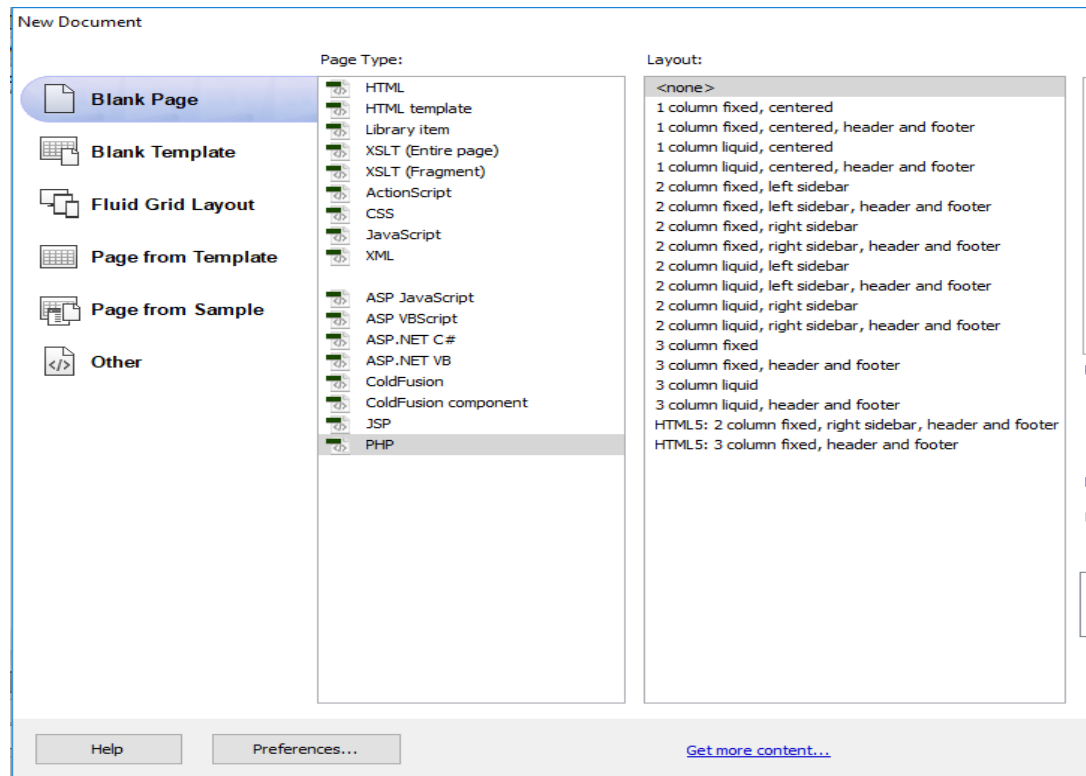 New Document
Blank Page
Blank Template
Fluid Grid Layout
Page from Template
Page from Sample
Other
Page Type:
HTML
HTML template
Library item
XSLT (Entire page)
XSLT (Fragment)
ActionScript
CSS
JavaScript
XML
ASP JavaScript
ASP VBScript
ASP.NET C#
ASP.NET VB
ColdFusion
ColdFusion component
JSP
PHP
Layout:
<none>
1 column fixed, centered
1 column fixed, centered, header and footer
1 column liquid, centered
1 column liquid, centered, header and footer
2 column fixed, left sidebar
2 column fixed, left sidebar, header and footer
2 column fixed, right sidebar
2 column fixed, right sidebar, header and footer
2 column liquid, left sidebar
2 column liquid, left sidebar, header and footer
2 column liquid, right sidebar
2 column liquid, right sidebar, header and footer
3 column fixed
3 column fixed, header and footer
3 column liquid
3 column liquid, header and footer
HTML5: 2 column fixed, right sidebar, header and footer
HTML5: 3 column fixed, header and footer
Help
Preferences...
Get more content...